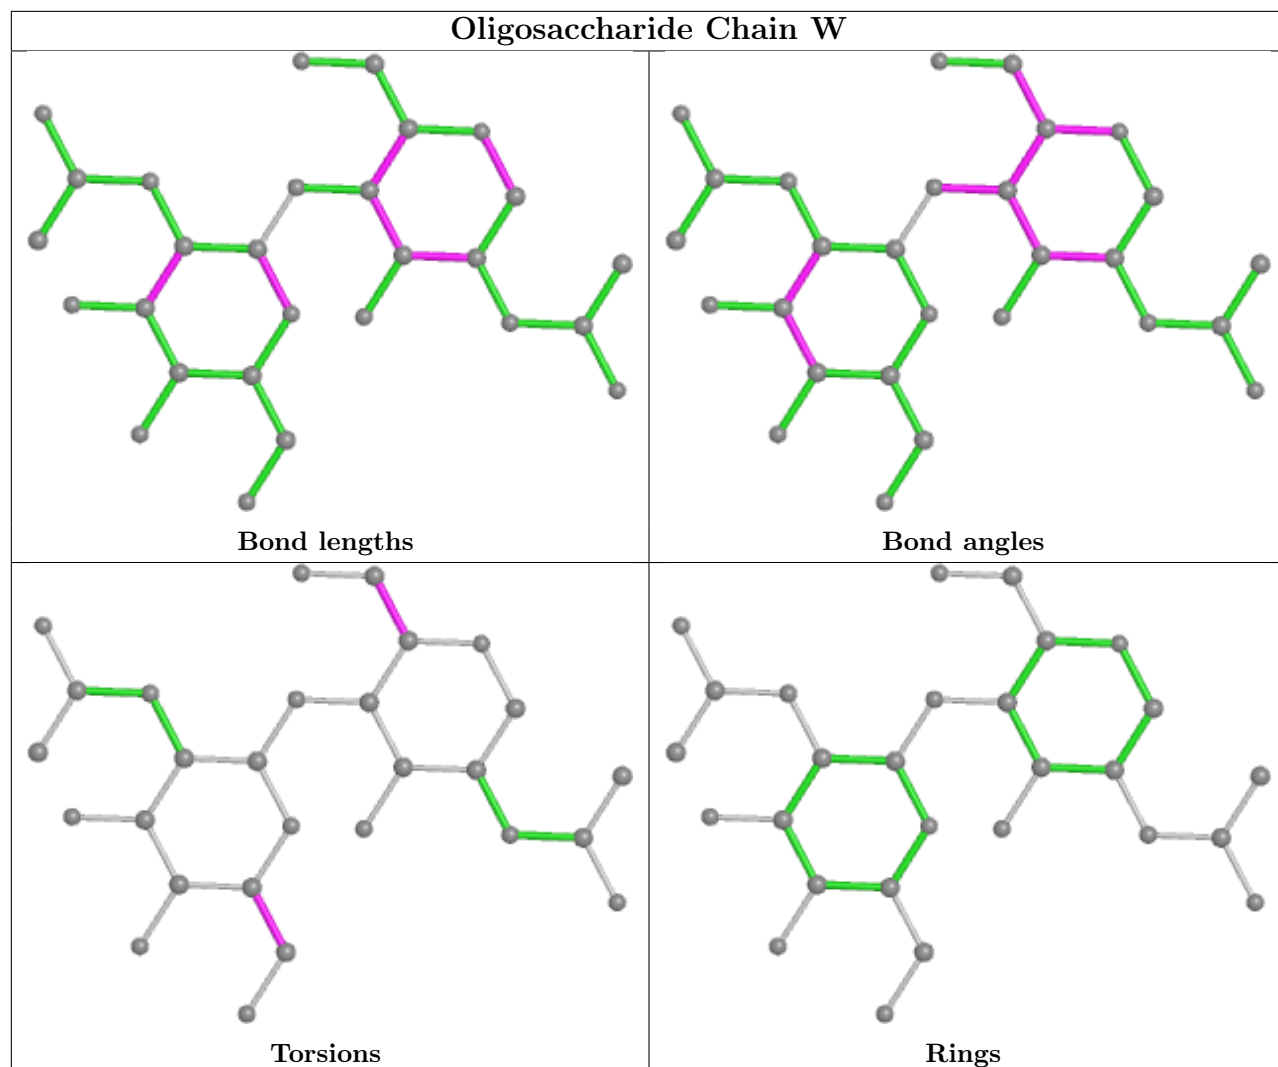 Oligosaccharide Chain W
Bond lengths
Bond angles
Torsions
Rings